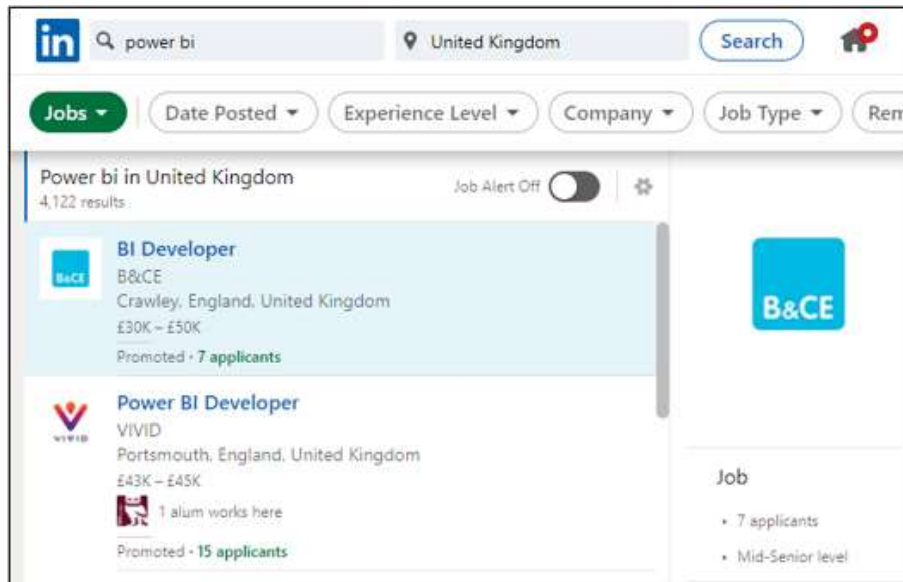 in power bi United Kingdom Search
Jobs Date Posted Experience Level Company Job Type Rem
Power bi in United Kingdom
4,122 results
Job Alert Off
B&CE
BI Developer
B&CE
Crawley, England, United Kingdom
£30K – £50K
Promoted · 7 applicants
VIVID
Power BI Developer
VIVID
Portsmouth, England, United Kingdom
£43K – £45K
1 alum works here
Promoted · 15 applicants
B&CE
Job
• 7 applicants
• Mid-Senior level